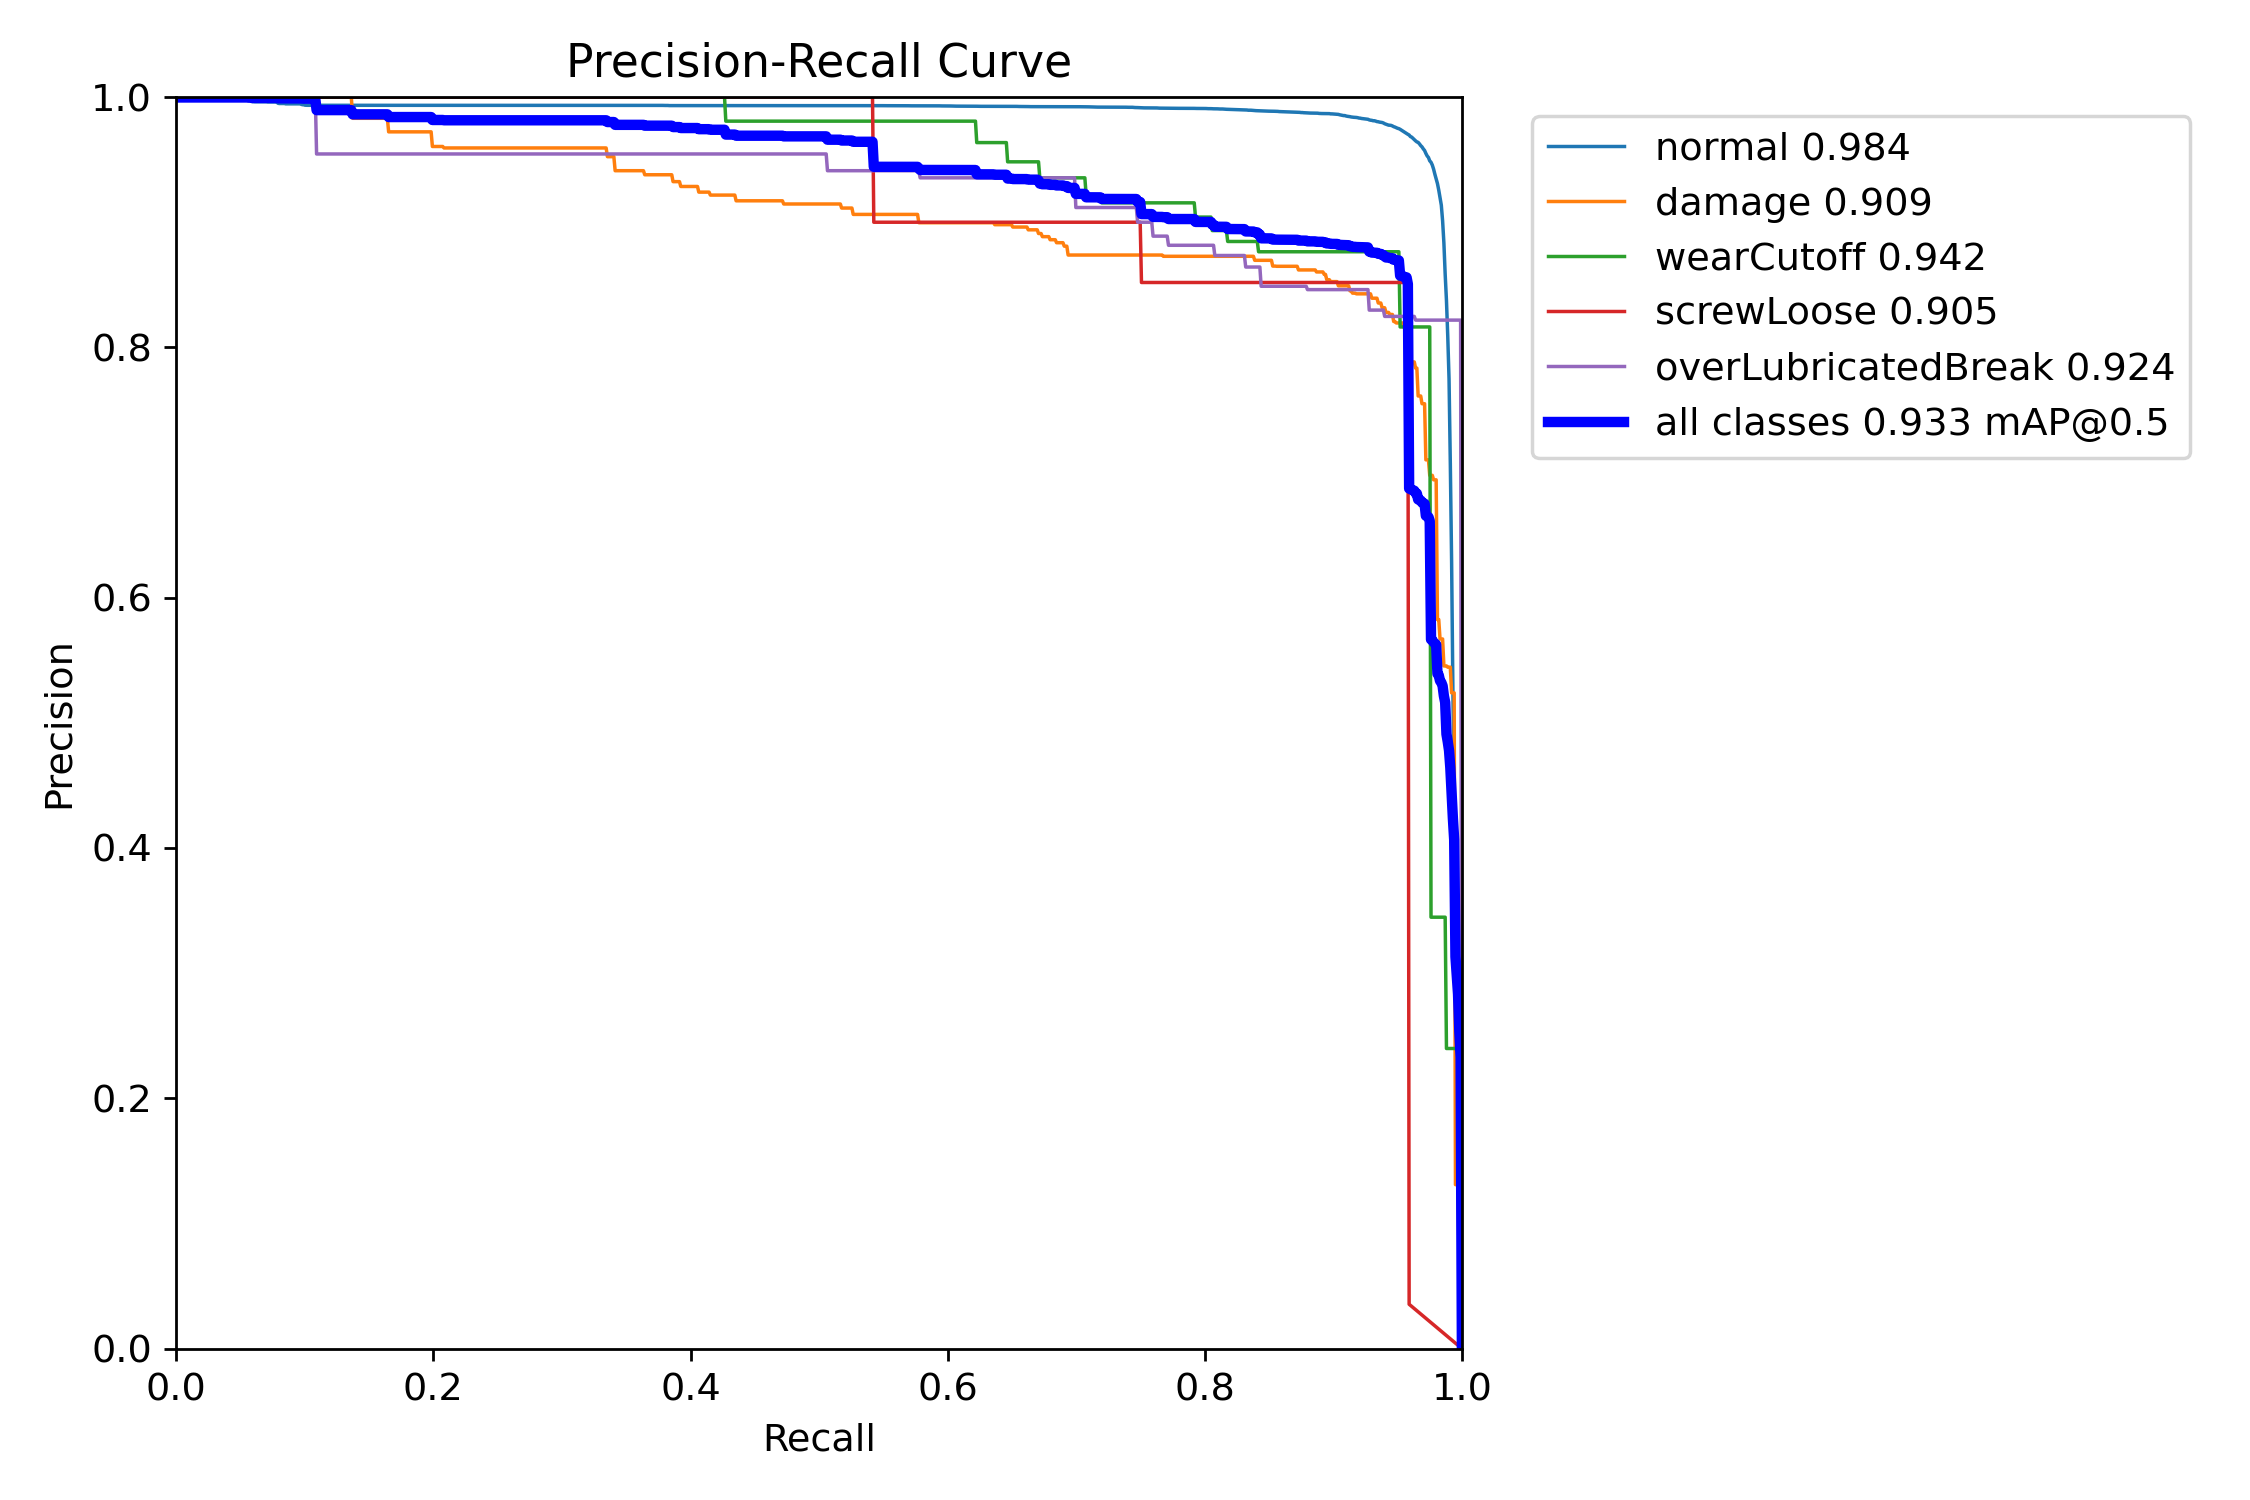 Precision-Recall Curve
1.0
0.8
0.6
0.4
0.2
0.0
Precision
0.0 0.2 0.4 0.6 0.8 1.0
Recall
normal 0.984
damage 0.909
wearCutoff 0.942
screwLoose 0.905
overLubricatedBreak 0.924
all classes 0.933 mAP@0.5